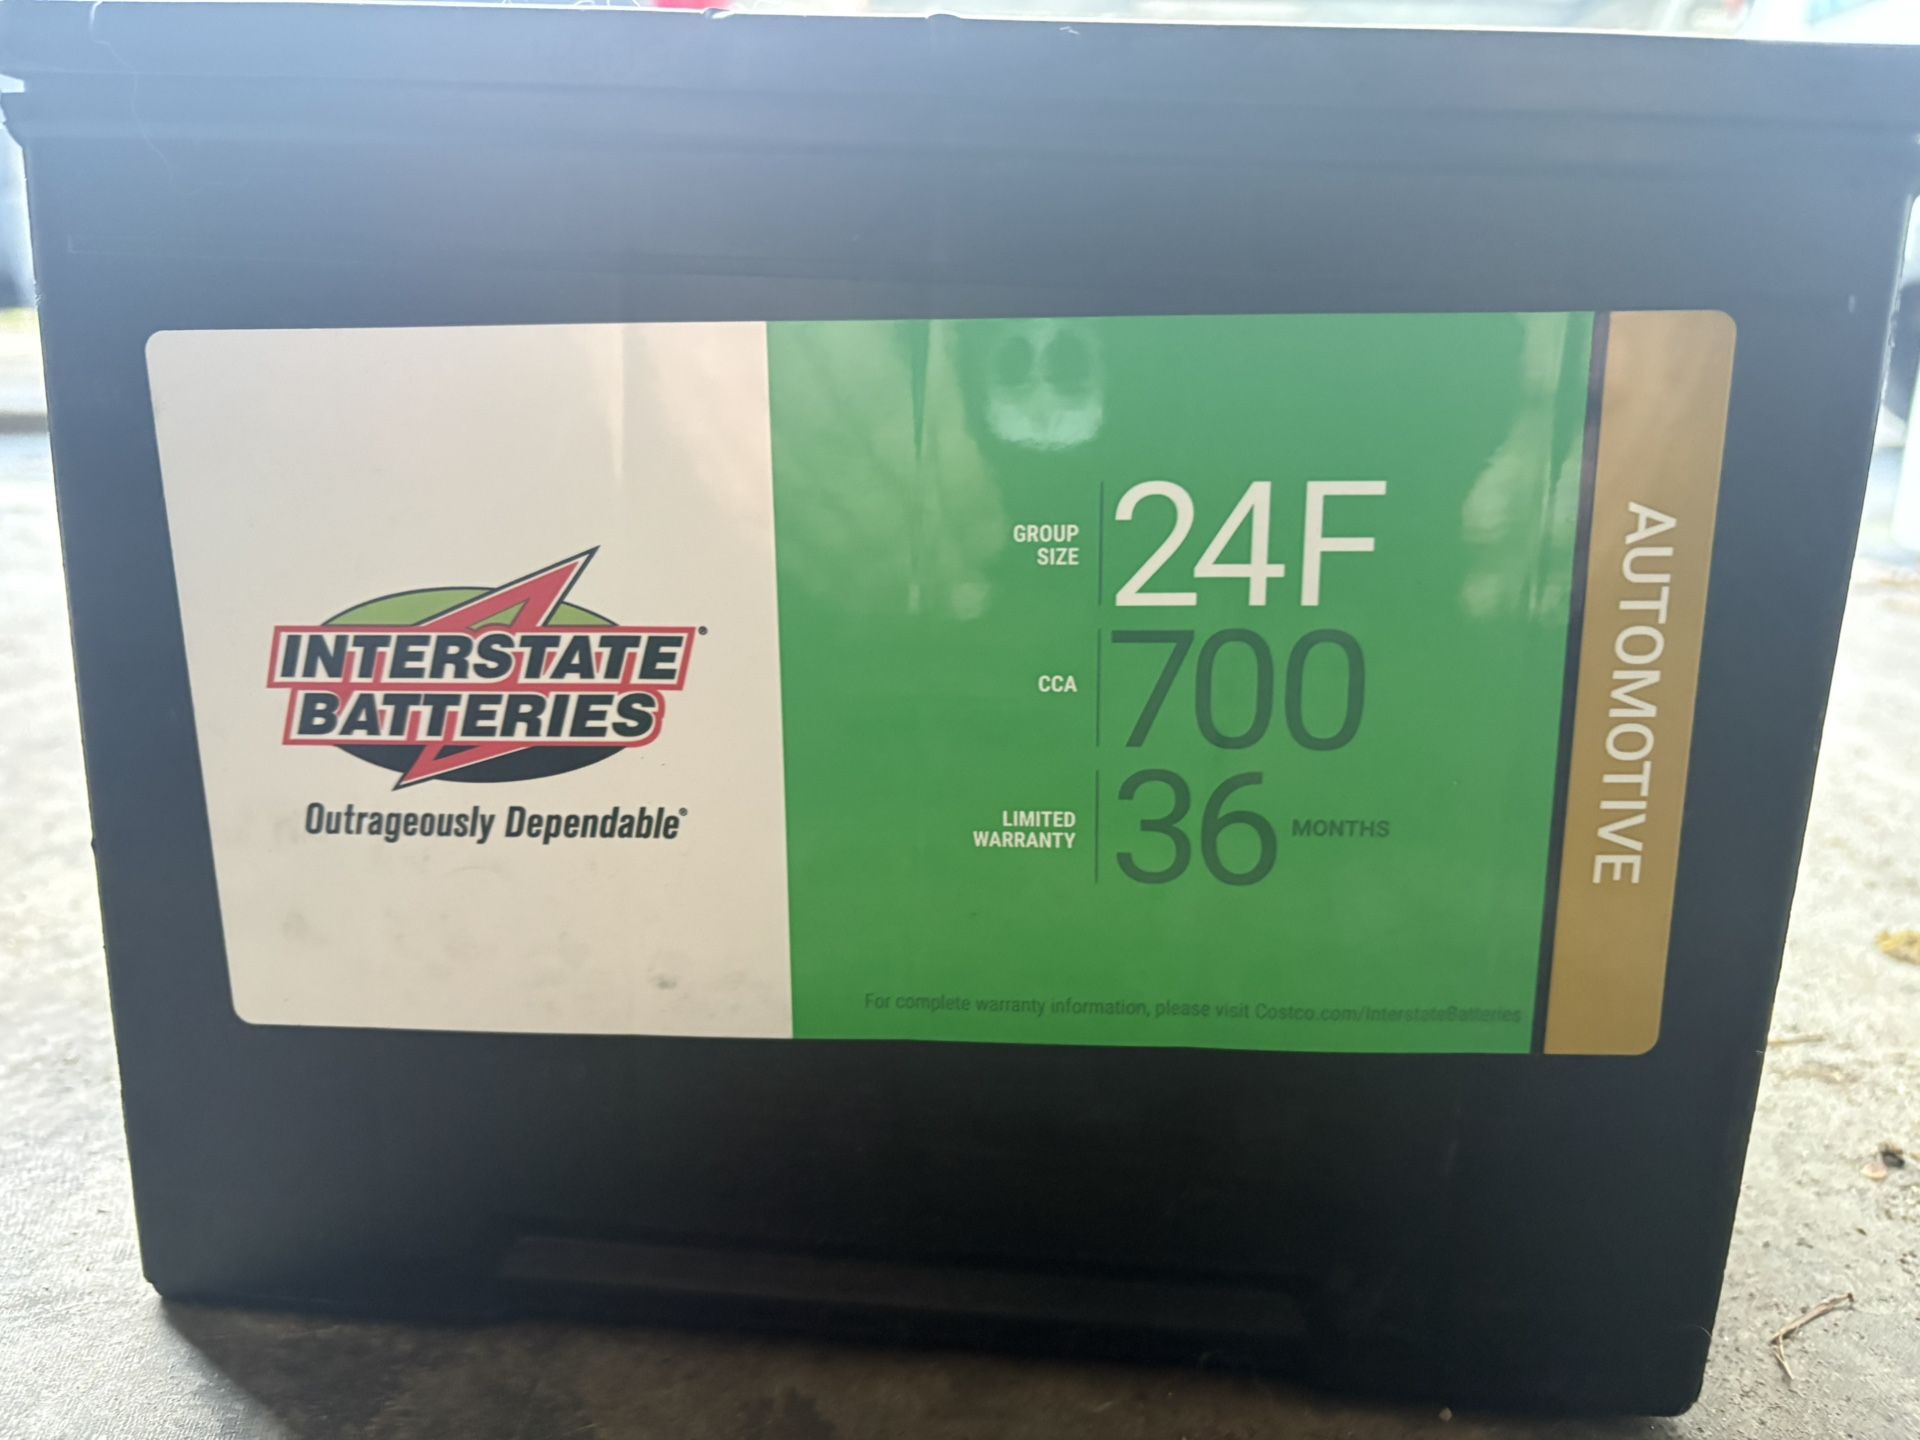 INTERSTATE
BATTERIES
Outrageously Dependable®
GROUP
SIZE
24F
CCA
700
LIMITED
WARRANTY
36 MONTHS
For complete warranty information, please visit Costco.com/InterstateBatteries
AUTOMOTIVE